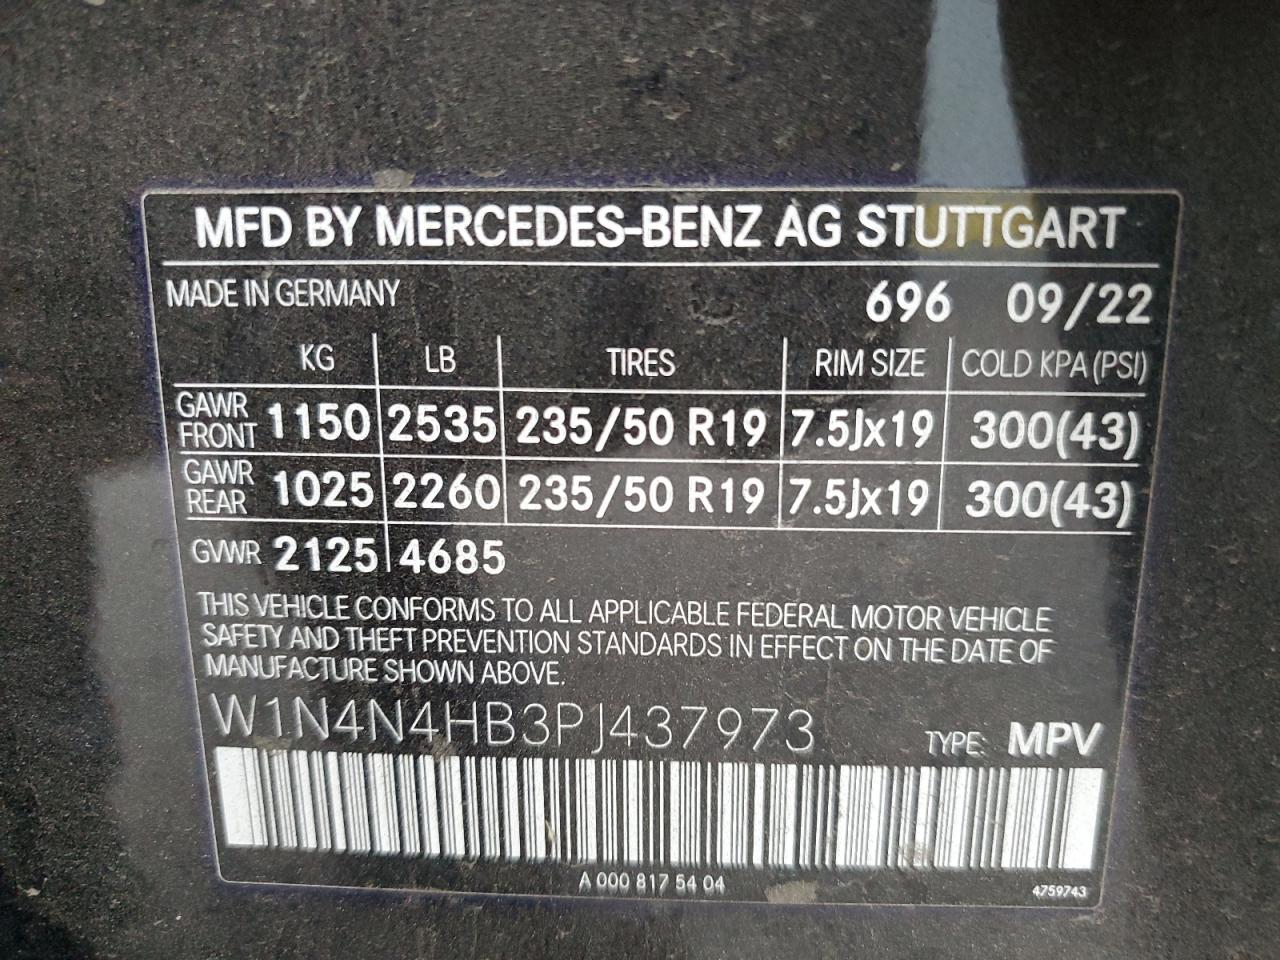 MFD BY MERCEDES-BENZ AG STUTTGART
MADE IN GERMANY 696 09/22
KG LB TIRES RIM SIZE COLD KPA (PSI)
GAWR FRONT 1150 2535 235/50 R19 7.5Jx19 300(43)
GAWR REAR 1025 2260 235/50 R19 7.5Jx19 300(43)
GVWR 2125 4685
THIS VEHICLE CONFORMS TO ALL APPLICABLE FEDERAL MOTOR VEHICLE
SAFETY AND THEFT PREVENTION STANDARDS IN EFFECT ON THE DATE OF
MANUFACTURE SHOWN ABOVE.
W1N4N4HB3PJ437973 TYPE: MPV
A 000 817 54 04 4759743